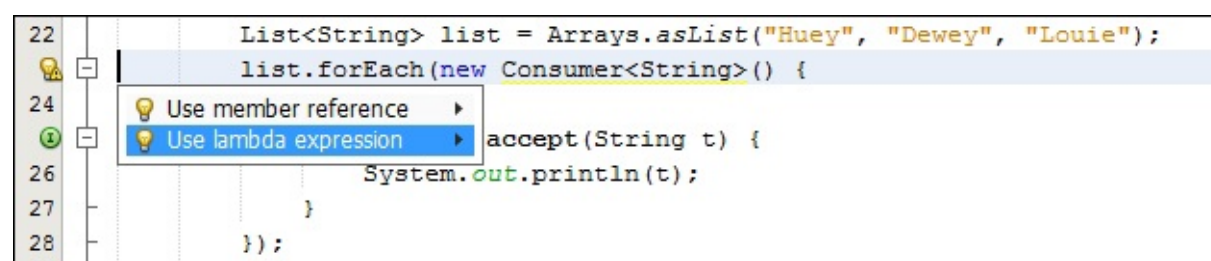 22 List<String> list = Arrays.asList("Huey", "Dewey", "Louie");
list.forEach(new Consumer<String>() {
24
Use member reference
Use lambda expression
accept(String t) {
26 System.out.println(t);
27 }
28 });